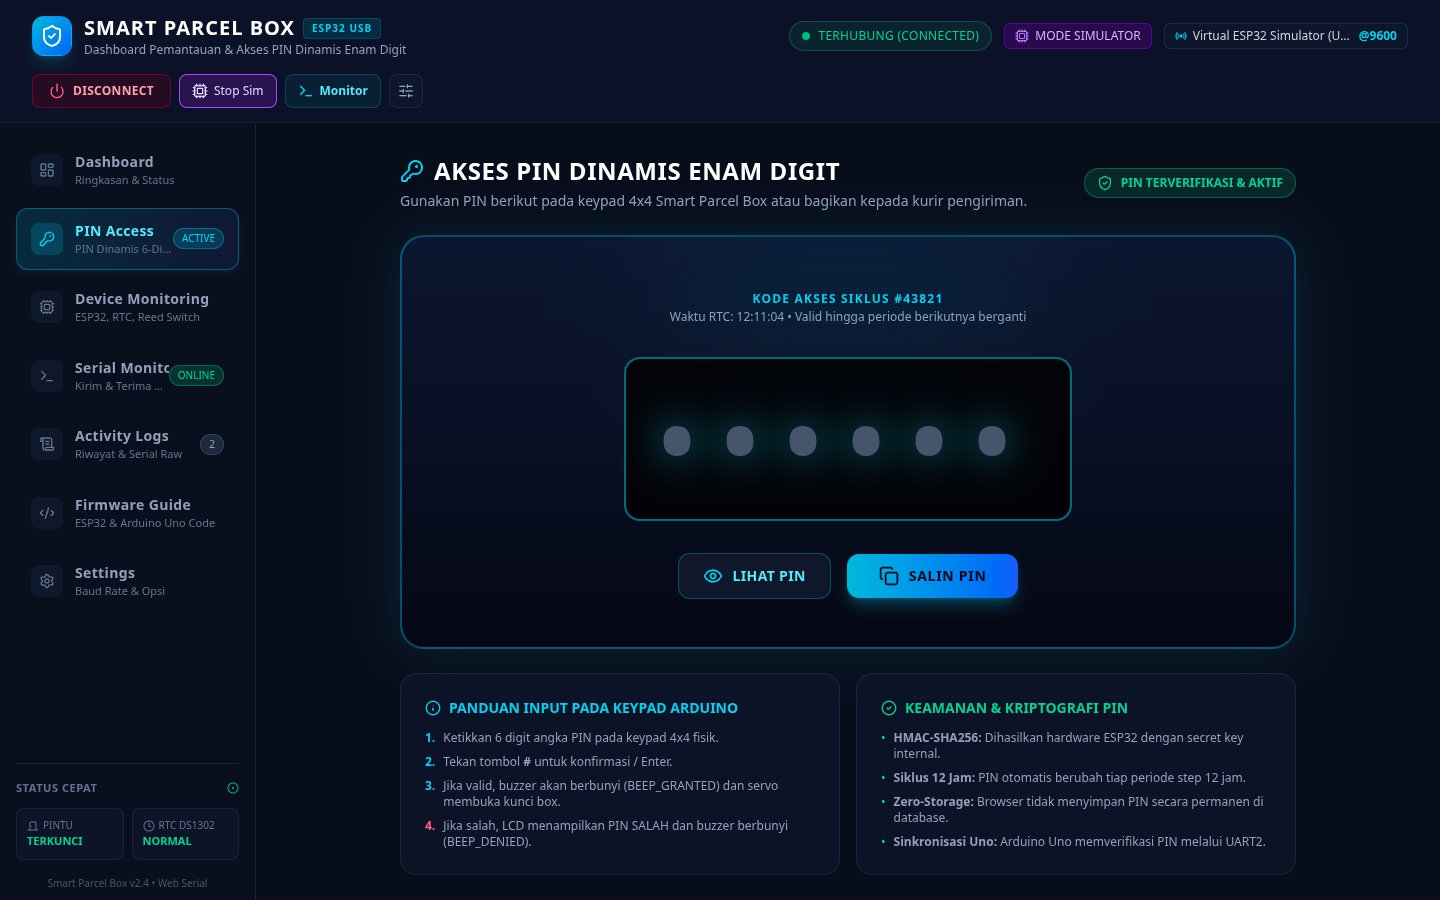 SMART PARCEL BOX
ESP32 USB
Dashboard Pemantauan & Akses PIN Dinamis Enam Digit
TERHUBUNG (CONNECTED)
MODE SIMULATOR
Virtual ESP32 Simulator (U...
@9600
DISCONNECT
Stop Sim
Monitor
Dashboard
Ringkasan & Status
PIN Access
PIN Dinamis 6-Di...
ACTIVE
Device Monitoring
ESP32, RTC, Reed Switch
Serial Monito
Kirim & Terima ...
ONLINE
Activity Logs
Riwayat & Serial Raw
2
Firmware Guide
ESP32 & Arduino Uno Code
Settings
Baud Rate & Opsi
STATUS CEPAT
PINTU
TERKUNCI
RTC DS1302
NORMAL
Smart Parcel Box v2.4 • Web Serial
AKSES PIN DINAMIS ENAM DIGIT
Gunakan PIN berikut pada keypad 4x4 Smart Parcel Box atau bagikan kepada kurir pengiriman.
PIN TERVERIFIKASI & AKTIF
KODE AKSES SIKLUS #43821
Waktu RTC: 12:11:04 • Valid hingga periode berikutnya berganti
LIHAT PIN
SALIN PIN
PANDUAN INPUT PADA KEYPAD ARDUINO
1. Ketikkan 6 digit angka PIN pada keypad 4x4 fisik.
2. Tekan tombol # untuk konfirmasi / Enter.
3. Jika valid, buzzer akan berbunyi (BEEP_GRANTED) dan servo
membuka kunci box.
4. Jika salah, LCD menampilkan PIN SALAH dan buzzer berbunyi
(BEEP_DENIED).
KEAMANAN & KRIPTOGRAFI PIN
• HMAC-SHA256: Dihasilkan hardware ESP32 dengan secret key
internal.
• Siklus 12 Jam: PIN otomatis berubah tiap periode step 12 jam.
• Zero-Storage: Browser tidak menyimpan PIN secara permanen di
database.
• Sinkronisasi Uno: Arduino Uno memverifikasi PIN melalui UART2.